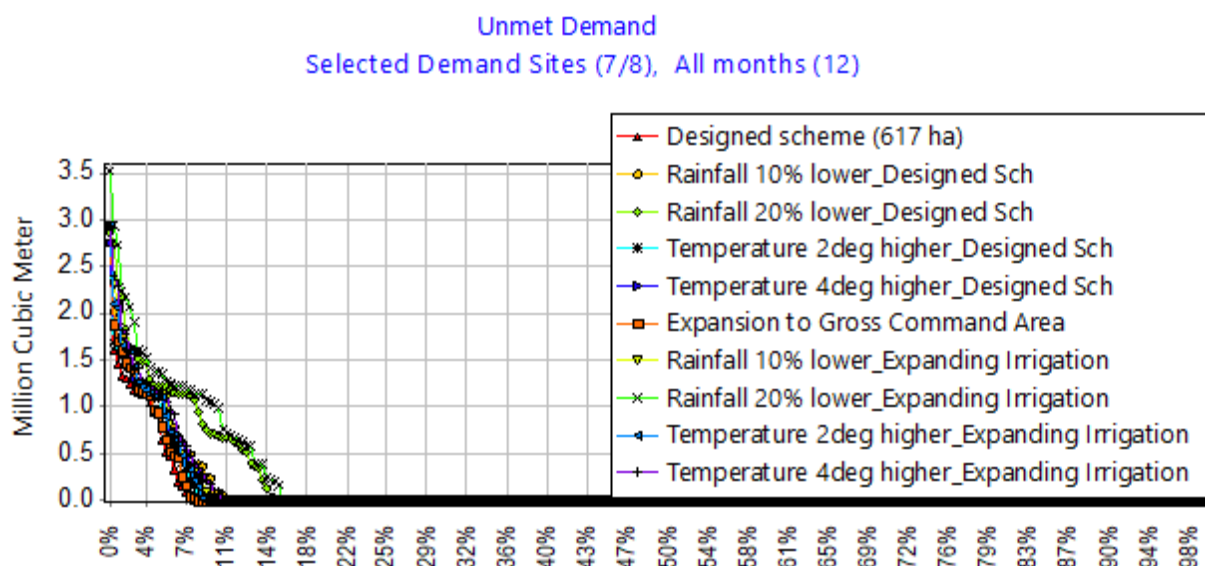 Unmet Demand
Selected Demand Sites (7/8), All months (12)
Million Cubic Meter
3.5
3.0
2.5
2.0
1.5
1.0
0.5
0.0
Designed scheme (617 ha)
Rainfall 10% lower_Designed Sch
Rainfall 20% lower_Designed Sch
Temperature 2deg higher_Designed Sch
Temperature 4deg higher_Designed Sch
Expansion to Gross Command Area
Rainfall 10% lower_Expanding Irrigation
Rainfall 20% lower_Expanding Irrigation
Temperature 2deg higher_Expanding Irrigation
Temperature 4deg higher_Expanding Irrigation
0% 4% 7% 11% 14% 18% 22% 25% 29% 32% 36% 40% 43% 47% 50% 54% 58% 61% 65% 69% 72% 76% 79% 83% 87% 90% 94% 98%